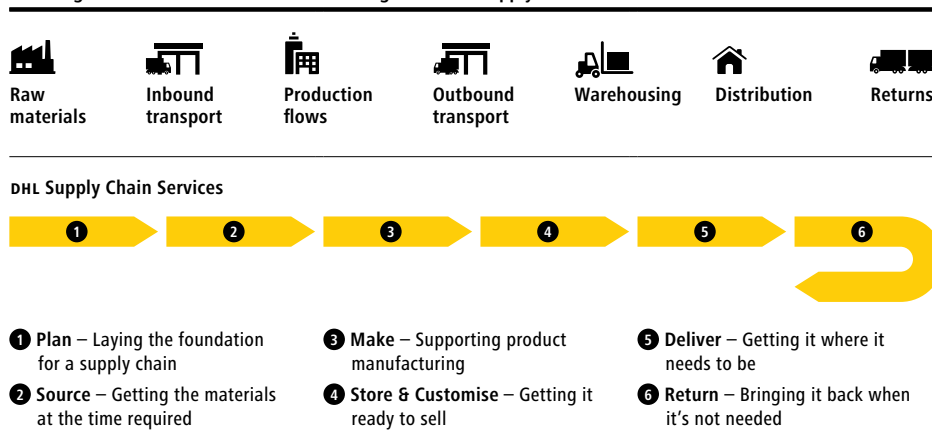 Raw materials
Inbound transport
Production flows
Outbound transport
Warehousing
Distribution
Returns
DHL Supply Chain Services
1 2 3 4 5 6
1 Plan – Laying the foundation
for a supply chain
2 Source – Getting the materials
at the time required
3 Make – Supporting product
manufacturing
4 Store & Customise – Getting it
ready to sell
5 Deliver – Getting it where it
needs to be
6 Return – Bringing it back when
it's not needed